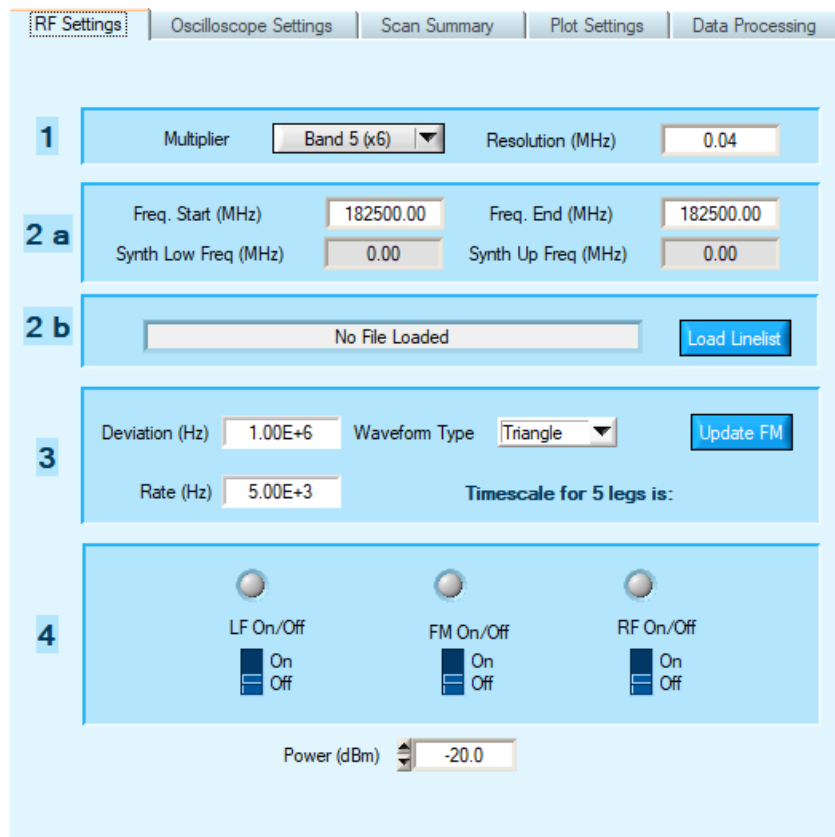 RF Settings Oscilloscope Settings Scan Summary Plot Settings Data Processing
1 Multiplier Band 5 (x6) Resolution (MHz) 0.04
2 a
Freq. Start (MHz) 182500.00 Freq. End (MHz) 182500.00
Synth Low Freq (MHz) 0.00 Synth Up Freq (MHz) 0.00
2 b No File Loaded Load Linelist
3
Deviation (Hz) 1.00E+6 Waveform Type Triangle Update FM
Rate (Hz) 5.00E+3 Timescale for 5 legs is:
4
LF On/Off FM On/Off RF On/Off
On On On
Off Off Off
Power (dBm) -20.0